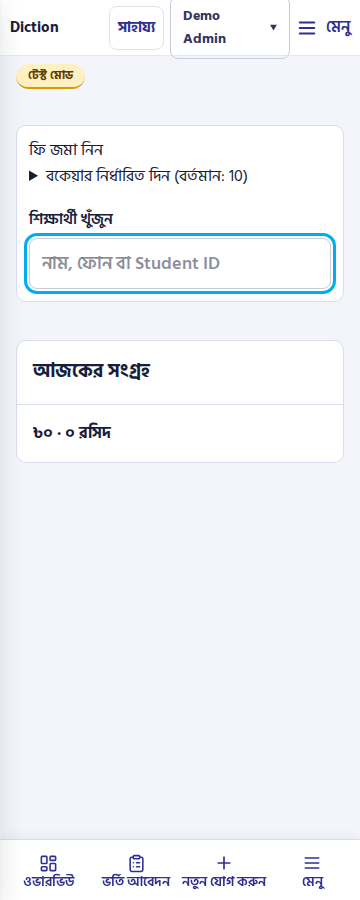 Diction
সাহায্য
Demo
Admin
মেনু
টেস্ট মোড
ফি জমা নিন
বকেয়ার নির্ধারিত দিন (বর্তমান: 10)
শিক্ষার্থী খুঁজুন
নাম, ফোন বা Student ID
আজকের সংগ্রহ
৳০ · ০ রসিদ
ওভারভিউ
ভর্তি আবেদন
নতুন যোগ করুন
মেনু